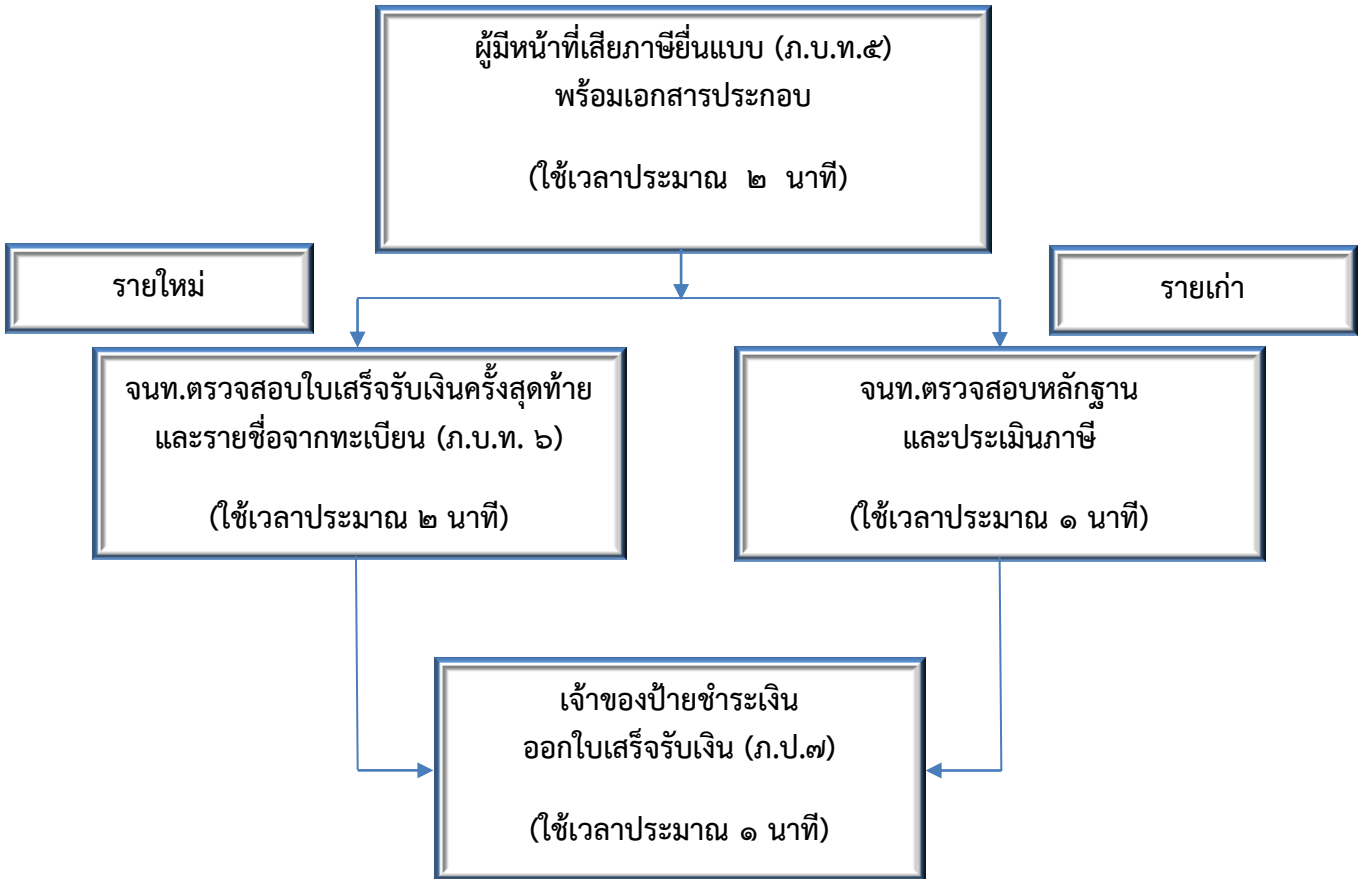 ผู้มีหน้าที่เสียภาษียื่นแบบ (ภ.บ.ท.๕)
พร้อมเอกสารประกอบ
(ใช้เวลาประมาณ ๒ นาที)
รายใหม่
รายเก่า
จนท.ตรวจสอบใบเสร็จรับเงินครั้งสุดท้าย
และรายชื่อจากทะเบียน (ภ.บ.ท. ๖)
(ใช้เวลาประมาณ ๒ นาที)
จนท.ตรวจสอบหลักฐาน
และประเมินภาษี
(ใช้เวลาประมาณ ๑ นาที)
เจ้าของป้ายชำระเงิน
ออกใบเสร็จรับเงิน (ภ.ป.๗)
(ใช้เวลาประมาณ ๑ นาที)